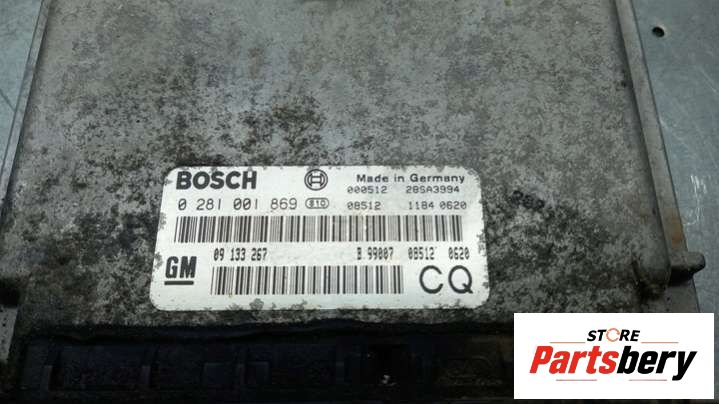 BOSCH
Made in Germany
000512 28SA3994
0 281 001 869 S10
08512 1184 0620
09 133 267 B 99007 08512 0620
GM
CQ
STORE
Partsbery